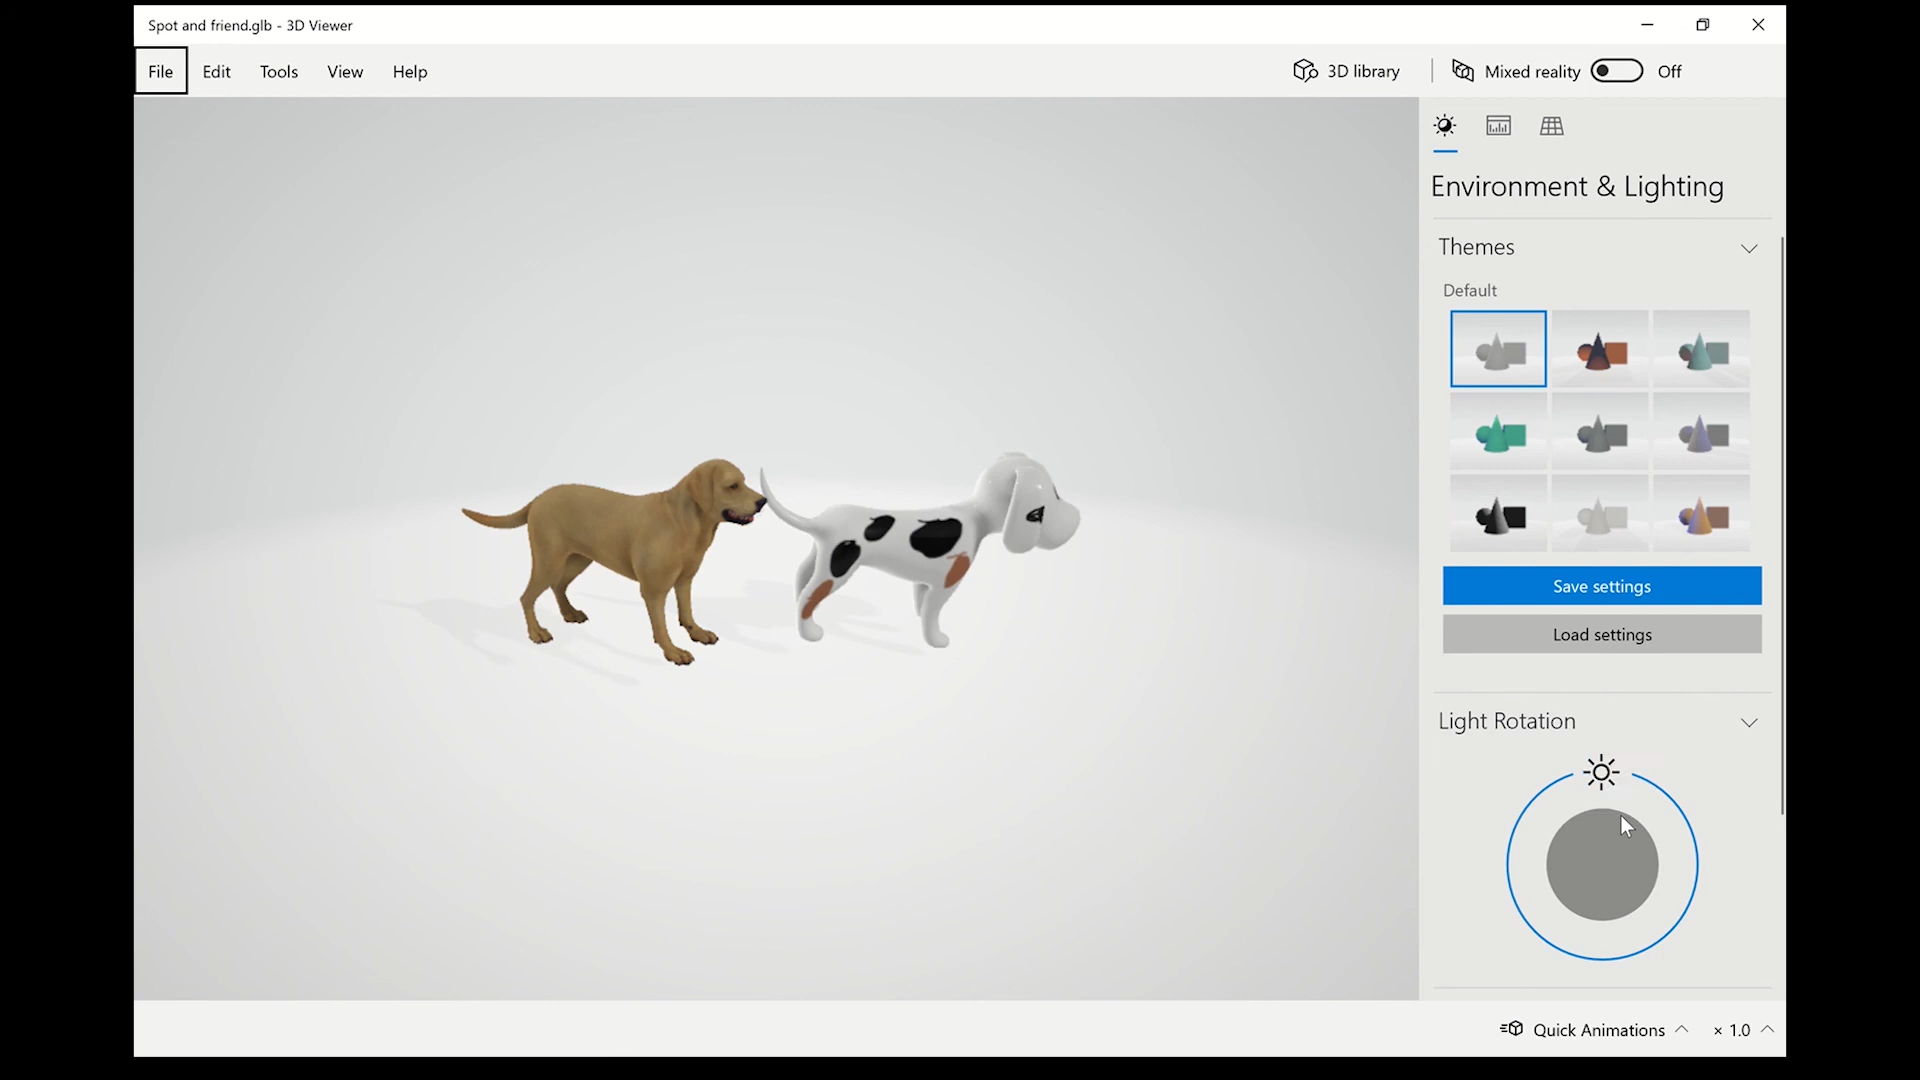 Spot and friend.glb - 3D Viewer
File Edit Tools View Help 3D library Mixed reality Off
Environment & Lighting
Themes
Default
Save settings
Load settings
Light Rotation
Quick Animations × 1.0